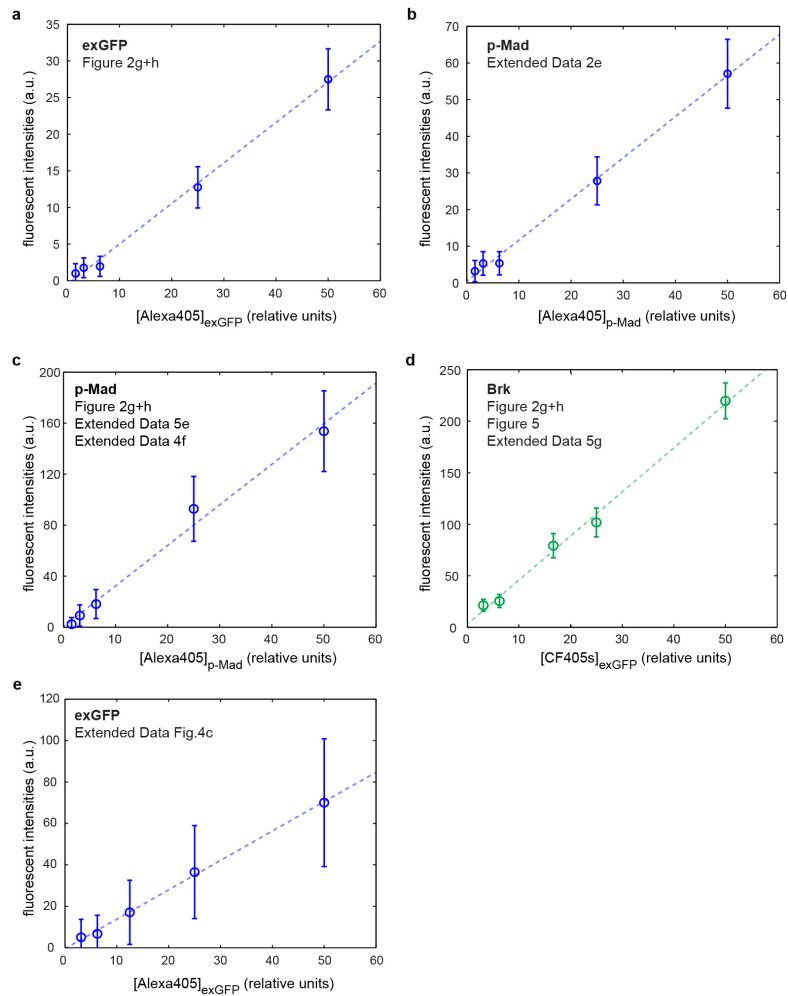 a
exGFP
Figure 2g+h
35
30
25
20
15
10
5
0
0 10 20 30 40 50 60
fluorescent intensities (a.u.)
[Alexa405]exGFP (relative units)
b
p-Mad
Extended Data 2e
70
60
50
40
30
20
10
0
0 10 20 30 40 50 60
fluorescent intensities (a.u.)
[Alexa405]p-Mad (relative units)
c
p-Mad
Figure 2g+h
Extended Data 5e
Extended Data 4f
200
160
120
80
40
0
0 10 20 30 40 50 60
fluorescent intensities (a.u.)
[Alexa405]p-Mad (relative units)
d
Brk
Figure 2g+h
Figure 5
Extended Data 5g
250
200
150
100
50
0
0 10 20 30 40 50 60
fluorescent intensities (a.u.)
[CF405s]exGFP (relative units)
e
exGFP
Extended Data Fig.4c
120
100
80
60
40
20
0
0 10 20 30 40 50 60
fluorescent intensities (a.u.)
[Alexa405]exGFP (relative units)